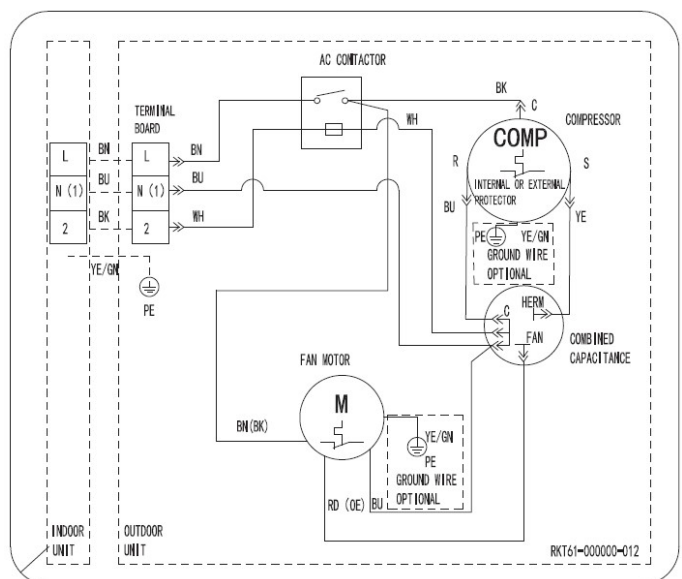 AC CONTACTOR
BK
C
COMPRESSOR
TERMINAL
BOARD
WH
COMP
BN
L
L
BN
R
S
BU
N (1)
N (1)
BU
INTERNAL OR EXTERNAL
PROTECTOR
BU
YE
BK
2
2
WH
PE
YE/GN
GROUND WIRE
OPTIONAL
YE/GN
PE
HERM
C
FAN
COMBINED
CAPACITANCE
FAN MOTOR
M
BN(BK)
YE/GN
PE
GROUND WIRE
OPTIONAL
RD (OE)
BU
INDOOR
UNIT
OUTDOOR
UNIT
RKT61-000000-012